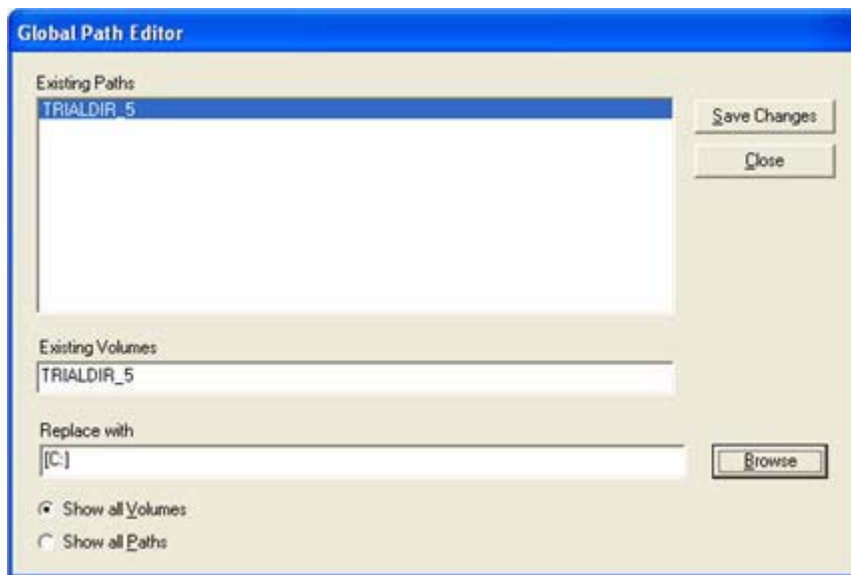 Global Path Editor
Existing Paths
TRIALDIR_5
Save Changes
Close
Existing Volumes
TRIALDIR_5
Replace with
[C:]
Browse
Show all Volumes
Show all Paths